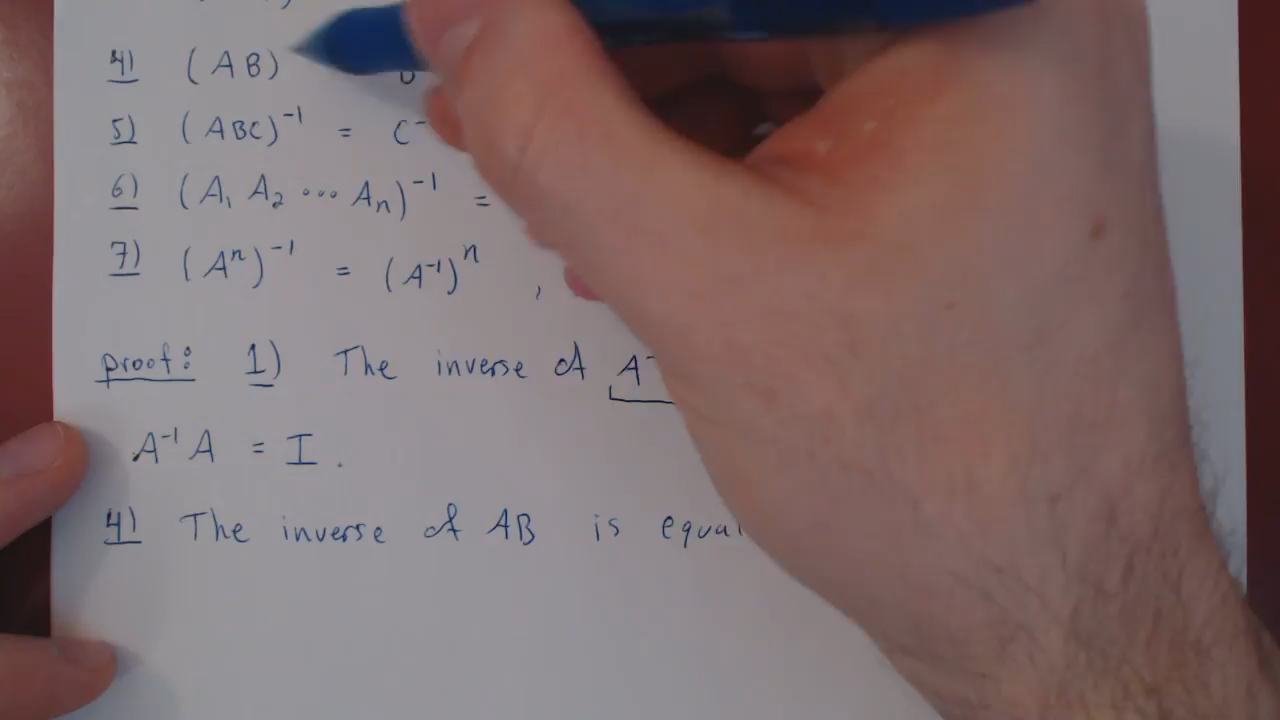 4) (AB)
5) (ABC)⁻¹ = C⁻
6) (A₁ A₂ ••• Aₙ)⁻¹ =
7) (Aⁿ)⁻¹ = (A⁻¹)ⁿ ,
proof: 1) The inverse of A⁻
A⁻¹ A = I .
4) The inverse of AB is equal